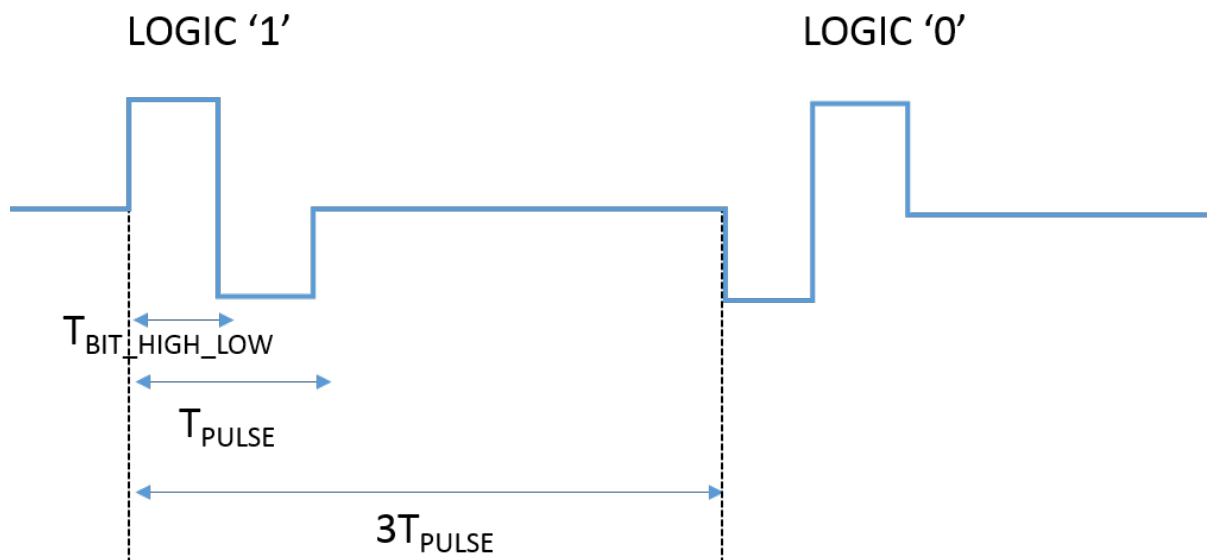 LOGIC ‘1’
LOGIC ‘0’
TBIT_HIGH_LOW
TPULSE
3TPULSE